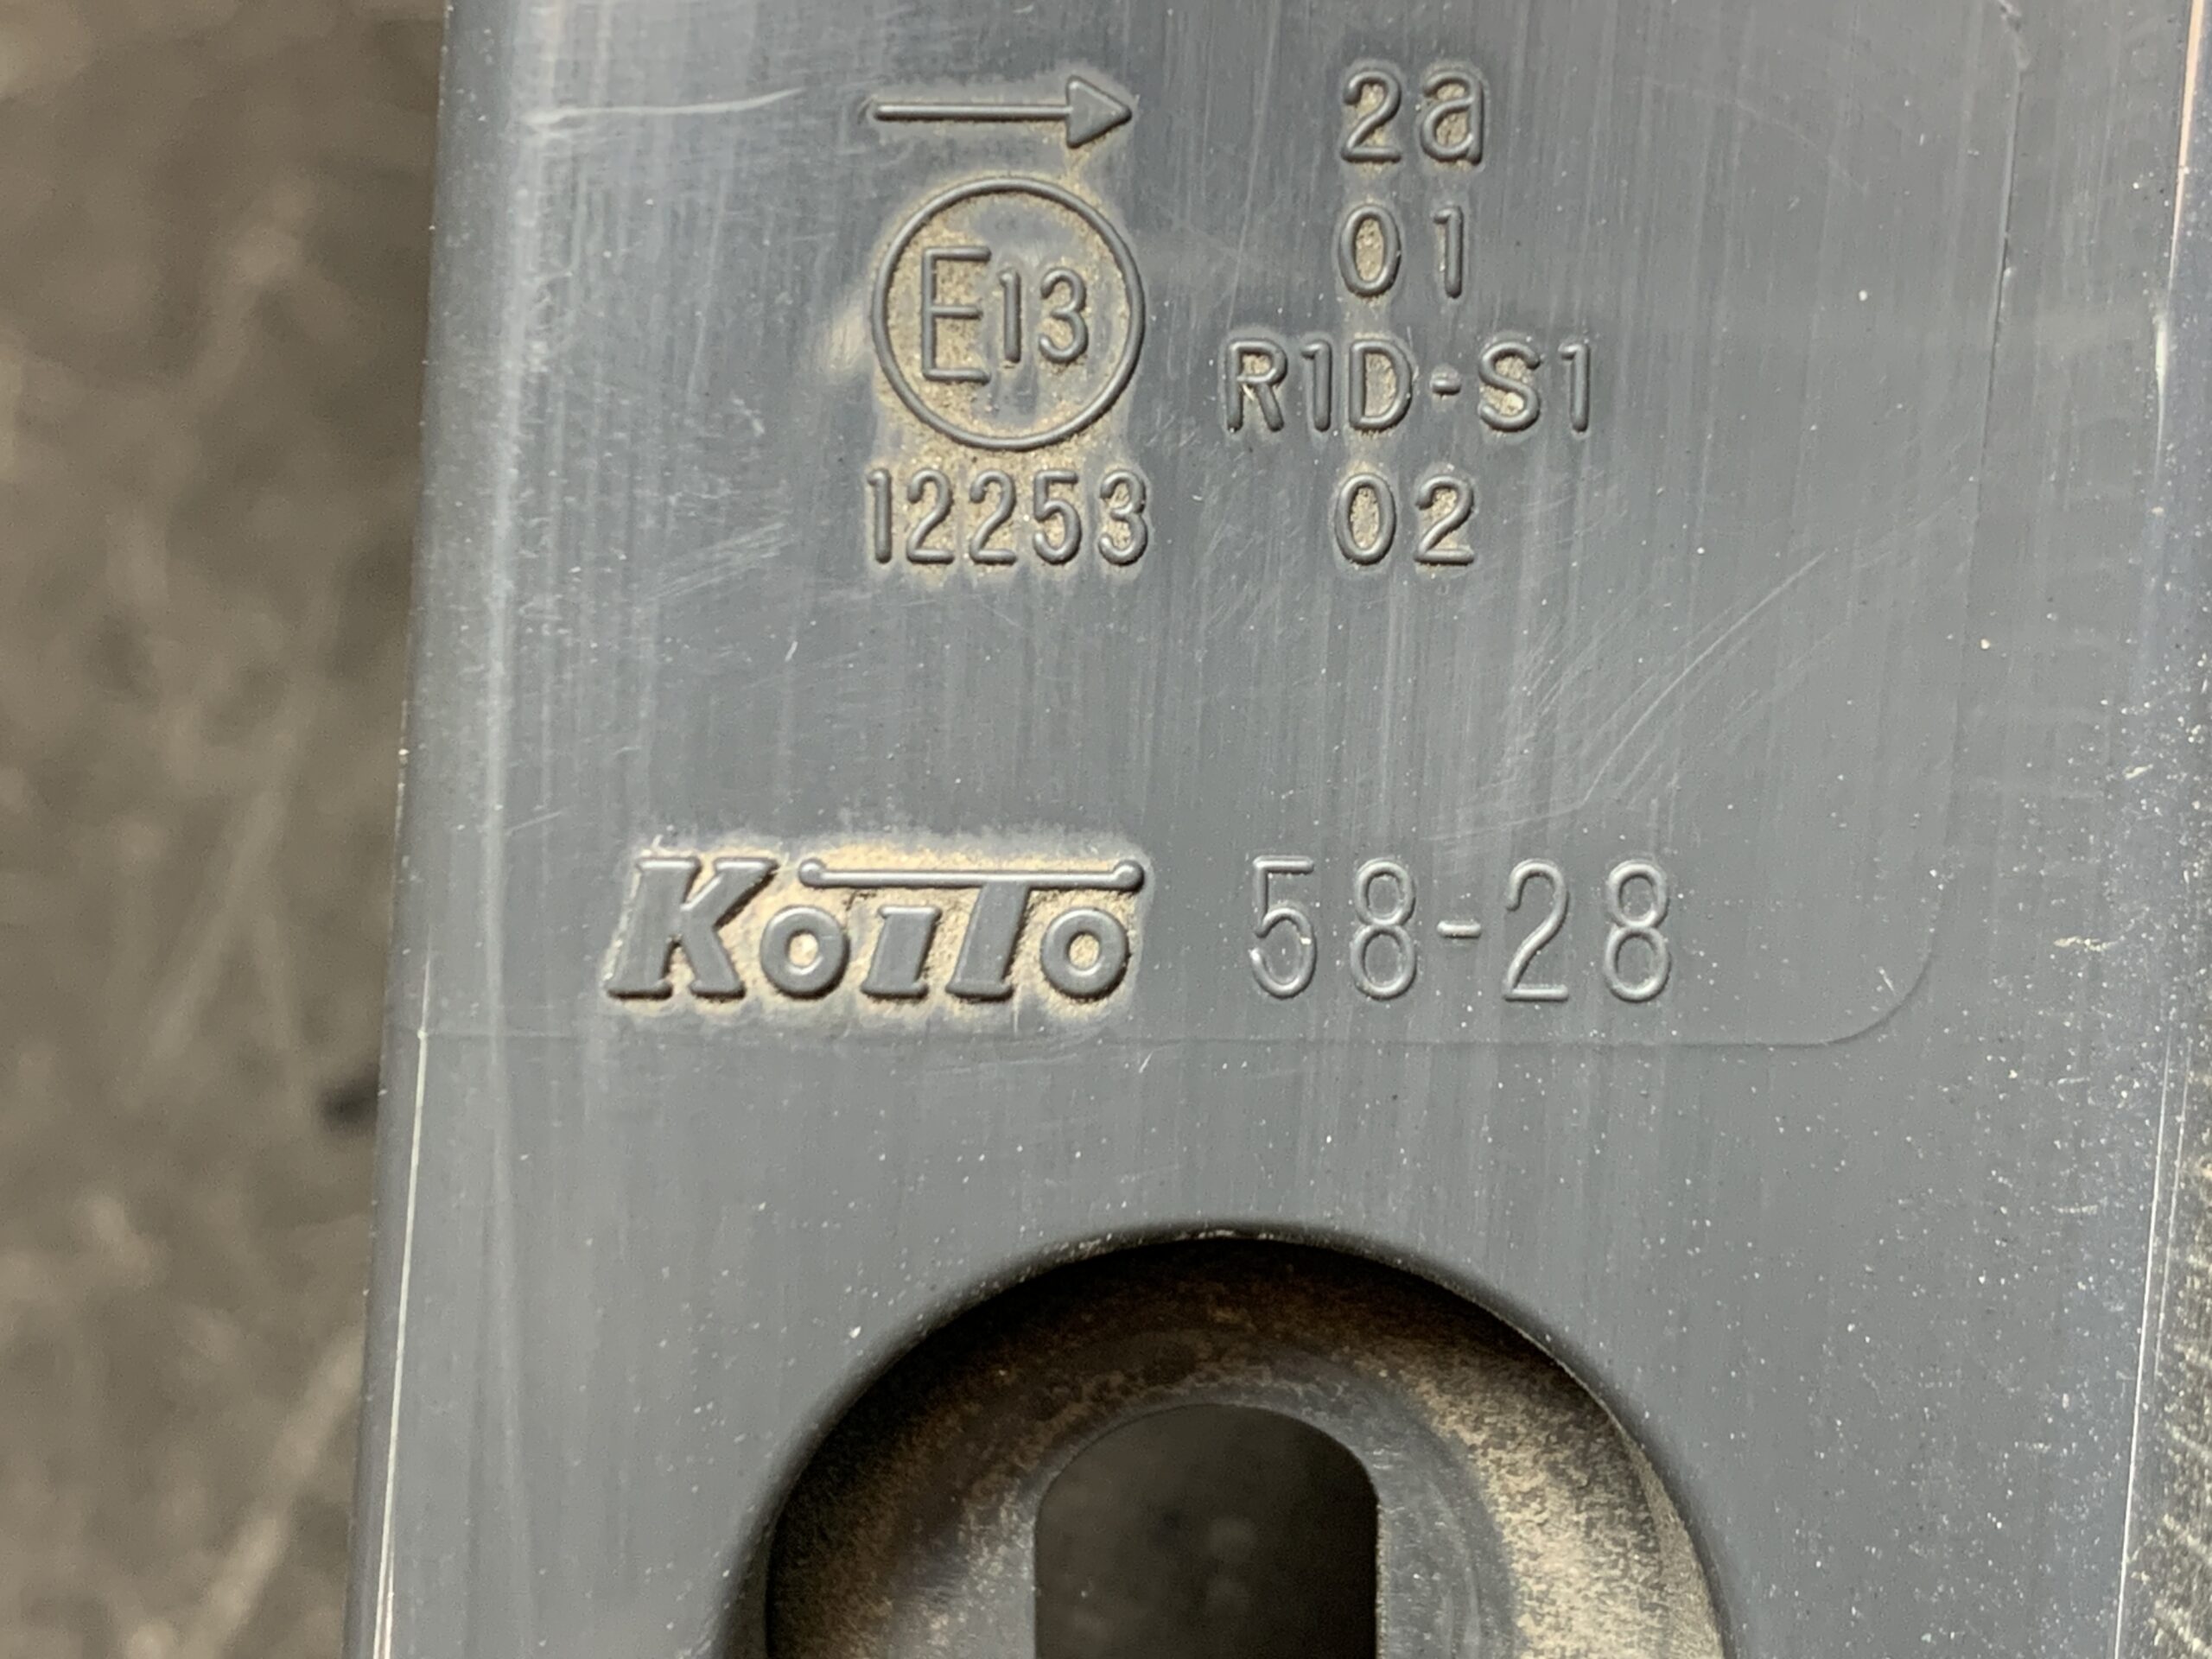 → 2a
E13 01
R1D-S1
12253 02
KoiTo 58-28